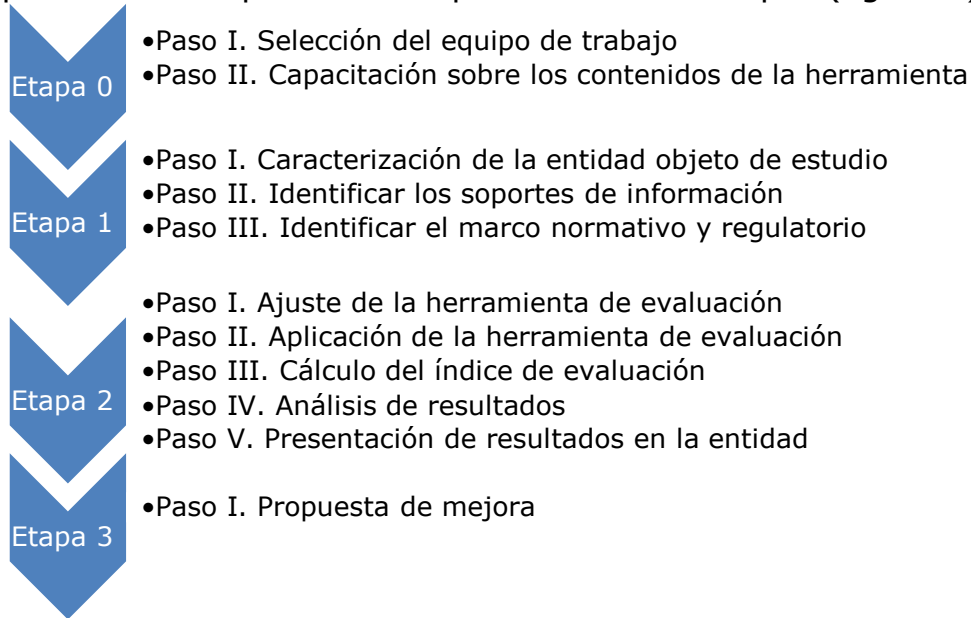 Etapa 0
•Paso I. Selección del equipo de trabajo
•Paso II. Capacitación sobre los contenidos de la herramienta
Etapa 1
•Paso I. Caracterización de la entidad objeto de estudio
•Paso II. Identificar los soportes de información
•Paso III. Identificar el marco normativo y regulatorio
Etapa 2
•Paso I. Ajuste de la herramienta de evaluación
•Paso II. Aplicación de la herramienta de evaluación
•Paso III. Cálculo del índice de evaluación
•Paso IV. Análisis de resultados
•Paso V. Presentación de resultados en la entidad
Etapa 3
•Paso I. Propuesta de mejora